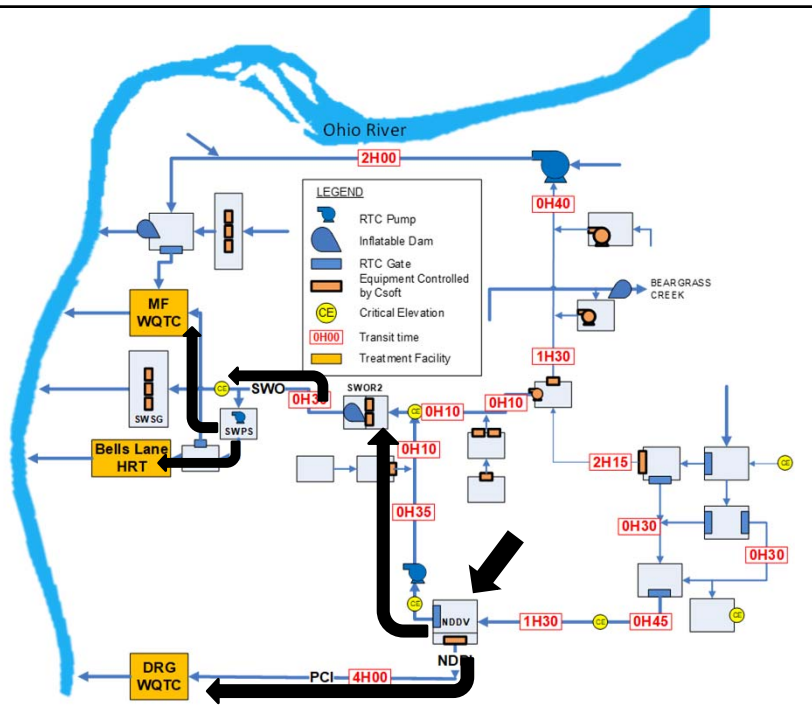 Ohio River
2H00
LEGEND
RTC Pump
Inflatable Dam
RTC Gate
Equipment Controlled
by Csoft
CE
Critical Elevation
0H00
Transit time
Treatment Facility
0H40
BEARGRASS
CREEK
MF
WQTC
1H30
SWSG
CE
SWO
SWPS
SWOR2
CE
0H10
0H10
0H10
Bells Lane
HRT
2H15
CE
0H35
0H30
0H30
CE
NDDV
1H30
CE
0H45
CE
DRG
WQTC
PCI
4H00